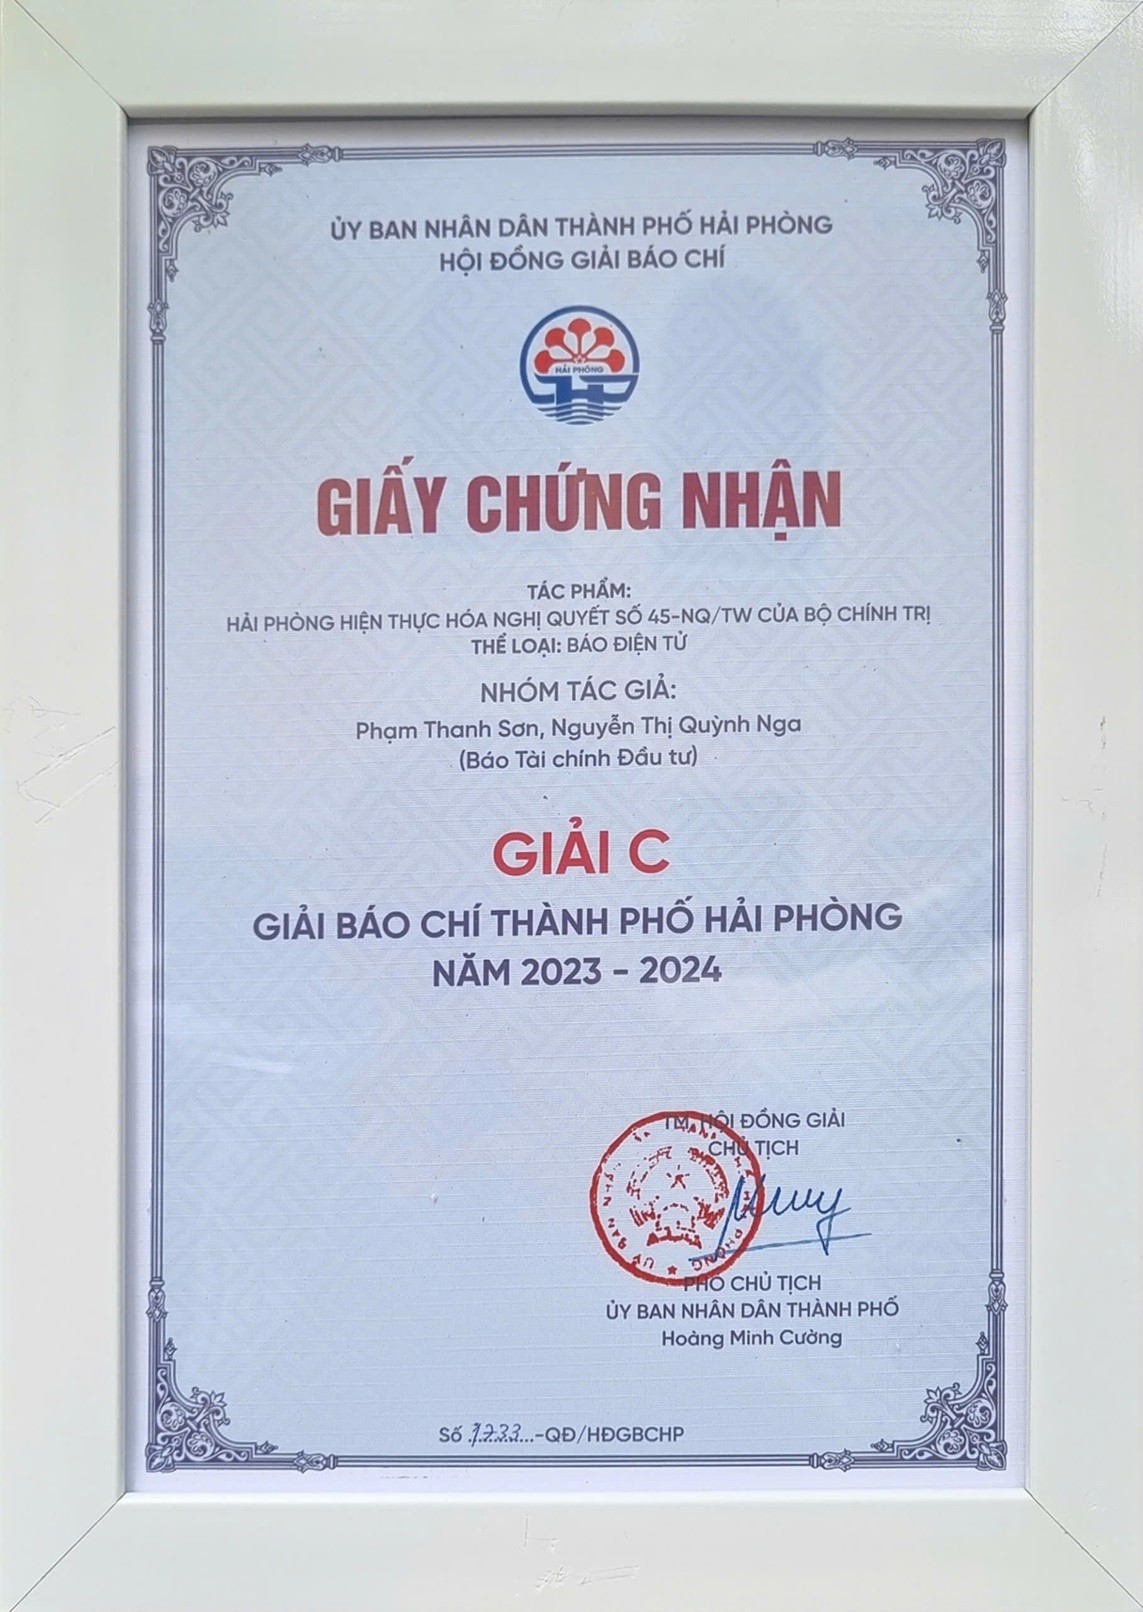 ỦY BAN NHÂN DÂN THÀNH PHỐ HẢI PHÒNG
HỘI ĐỒNG GIẢI BÁO CHÍ
HẢI PHÒNG
GIẤY CHỨNG NHẬN
TÁC PHẨM:
HẢI PHÒNG HIỆN THỰC HÓA NGHỊ QUYẾT SỐ 45-NQ/TW CỦA BỘ CHÍNH TRỊ
THỂ LOẠI: BÁO ĐIỆN TỬ
NHÓM TÁC GIẢ:
Phạm Thanh Sơn, Nguyễn Thị Quỳnh Nga
(Báo Tài chính Đầu tư)
GIẢI C
GIẢI BÁO CHÍ THÀNH PHỐ HẢI PHÒNG
NĂM 2023 - 2024
TM. HỘI ĐỒNG GIẢI
CHỦ TỊCH
PHÓ CHỦ TỊCH
ỦY BAN NHÂN DÂN THÀNH PHỐ
Hoàng Minh Cường
Số 1233...-QĐ/HĐGBCHP